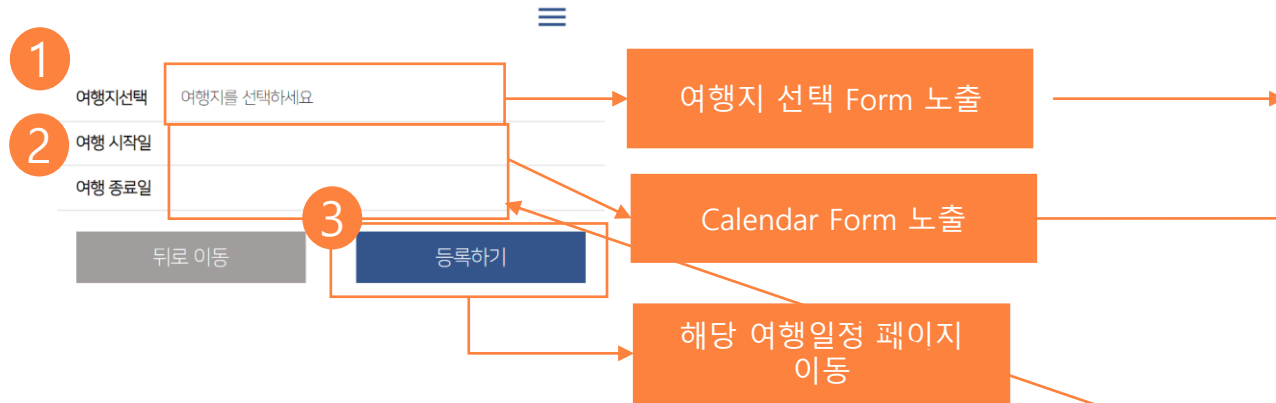 1
여행지선택 여행지를 선택하세요
여행지 선택 Form 노출
2
여행 시작일
여행 종료일
Calendar Form 노출
3
뒤로 이동
등록하기
해당 여행일정 페이지
이동